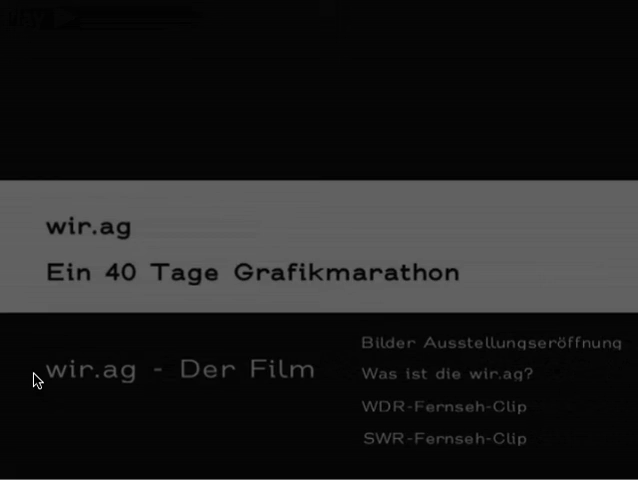 wir.ag
Ein 40 Tage Grafikmarathon
wir.ag - Der Film
Bilder Ausstellungseröffnung
Was ist die wir.ag?
WDR-Fernseh-Clip
SWR-Fernseh-Clip